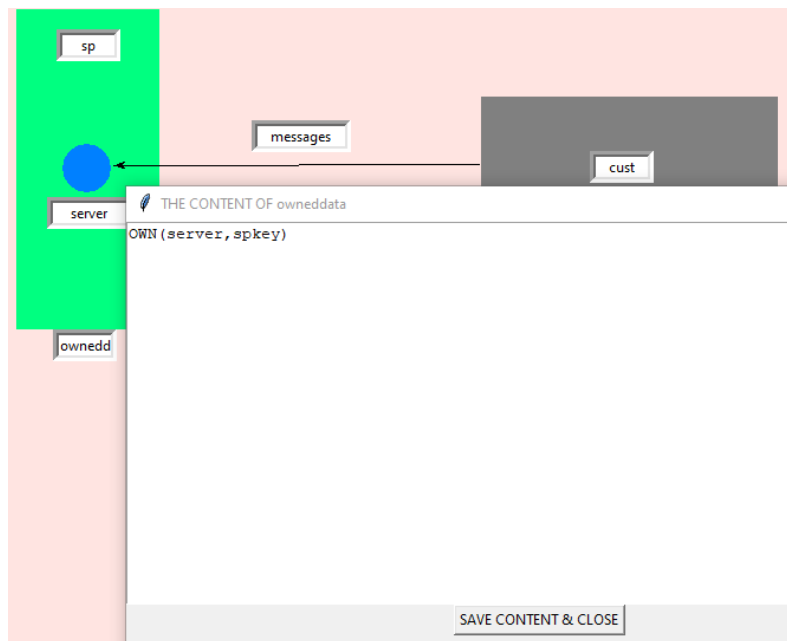 sp
messages
cust
server
THE CONTENT OF owneddata
OWN(server,spkey)
ownedd
SAVE CONTENT & CLOSE